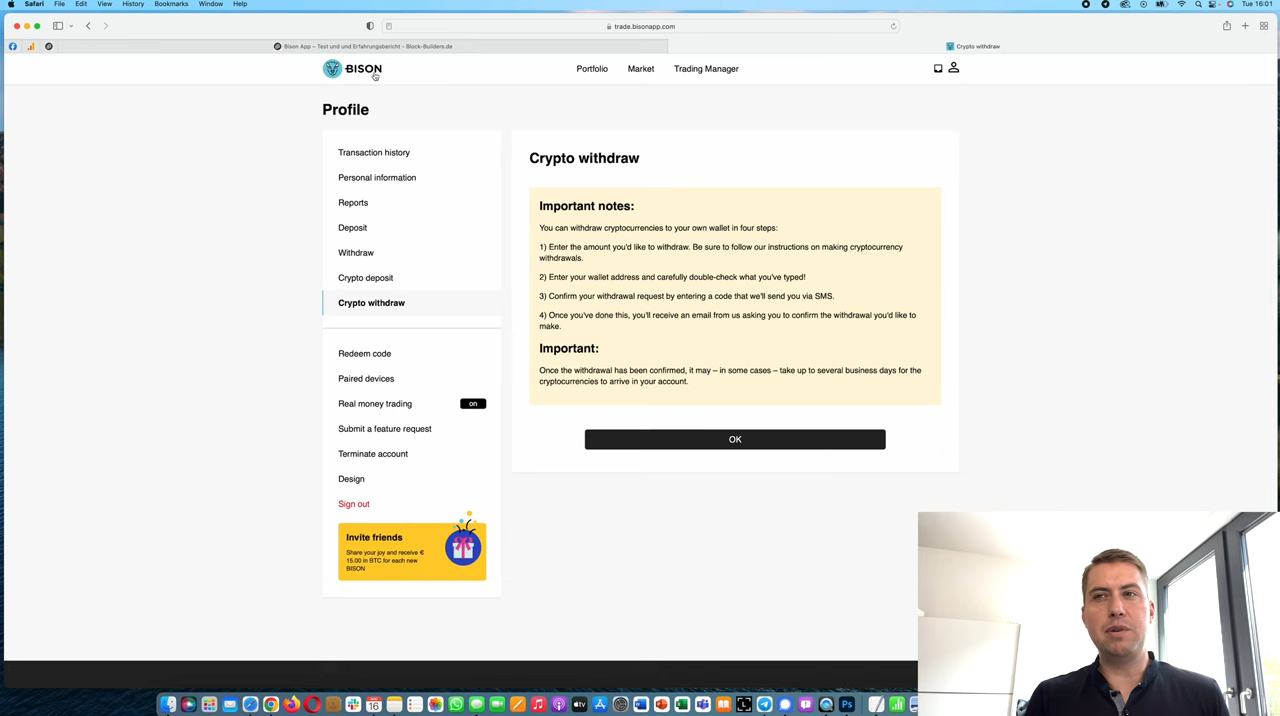 Safari File Edit View History Bookmarks Window Help Tue 16:01
trade.bisonapp.com
Bison App – Test und und Erfahrungsbericht - Block-Builders.de Crypto withdraw
BISON Portfolio Market Trading Manager
Profile
Transaction history
Personal information
Reports
Deposit
Withdraw
Crypto deposit
Crypto withdraw
Redeem code
Paired devices
Real money trading on
Submit a feature request
Terminate account
Design
Sign out
Invite friends
Share your joy and receive €
15.00 in BTC for each new
BISON
Crypto withdraw
Important notes:
You can withdraw cryptocurrencies to your own wallet in four steps:
1) Enter the amount you'd like to withdraw. Be sure to follow our instructions on making cryptocurrency
withdrawals.
2) Enter your wallet address and carefully double-check what you've typed!
3) Confirm your withdrawal request by entering a code that we'll send you via SMS.
4) Once you've done this, you'll receive an email from us asking you to confirm the withdrawal you'd like to
make.
Important:
Once the withdrawal has been confirmed, it may – in some cases – take up to several business days for the
cryptocurrencies to arrive in your account.
OK
16